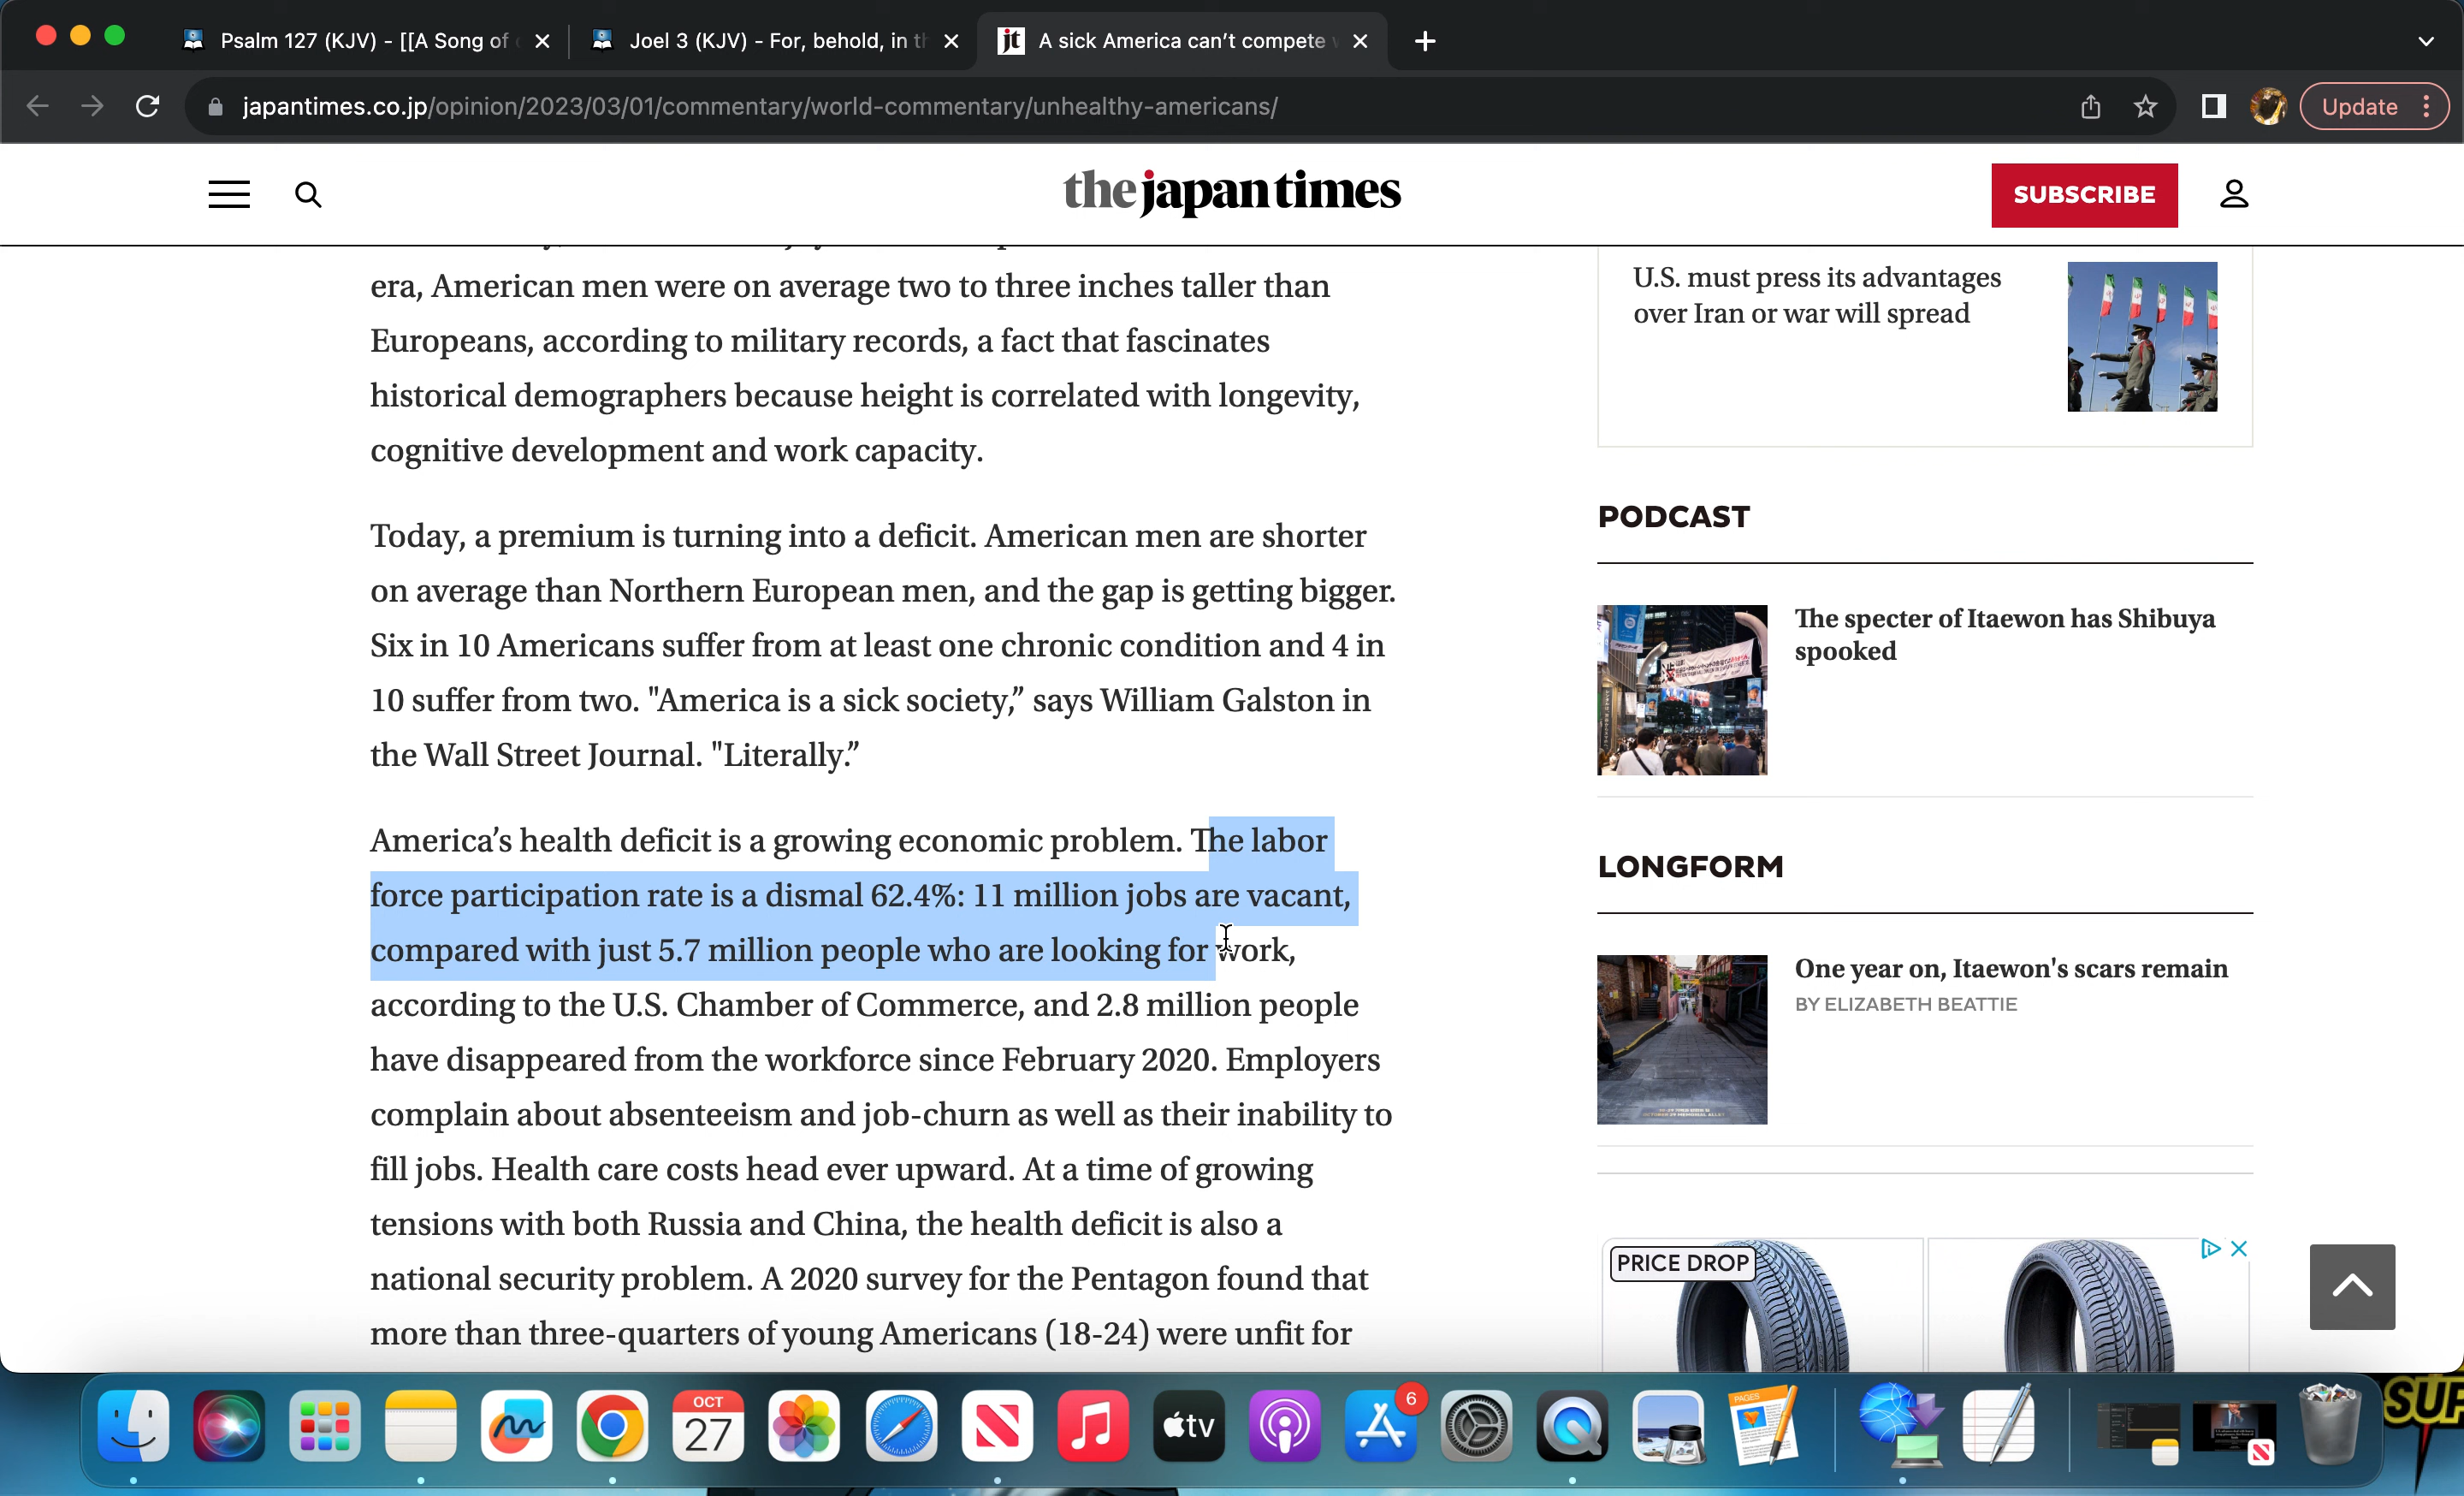 Psalm 127 (KJV) - [[A Song of
Joel 3 (KJV) - For, behold, in th
jt A sick America can't compete
japantimes.co.jp/opinion/2023/03/01/commentary/world-commentary/unhealthy-americans/
Update
the japan times
SUBSCRIBE
era, American men were on average two to three inches taller than
Europeans, according to military records, a fact that fascinates
historical demographers because height is correlated with longevity,
cognitive development and work capacity.
Today, a premium is turning into a deficit. American men are shorter
on average than Northern European men, and the gap is getting bigger.
Six in 10 Americans suffer from at least one chronic condition and 4 in
10 suffer from two. "America is a sick society,” says William Galston in
the Wall Street Journal. "Literally.”
America’s health deficit is a growing economic problem. The labor
force participation rate is a dismal 62.4%: 11 million jobs are vacant,
compared with just 5.7 million people who are looking for work,
according to the U.S. Chamber of Commerce, and 2.8 million people
have disappeared from the workforce since February 2020. Employers
complain about absenteeism and job-churn as well as their inability to
fill jobs. Health care costs head ever upward. At a time of growing
tensions with both Russia and China, the health deficit is also a
national security problem. A 2020 survey for the Pentagon found that
more than three-quarters of young Americans (18-24) were unfit for
U.S. must press its advantages
over Iran or war will spread
PODCAST
The specter of Itaewon has Shibuya
spooked
LONGFORM
One year on, Itaewon's scars remain
BY ELIZABETH BEATTIE
PRICE DROP
OCT
27
tv
6
PAGES
SUP